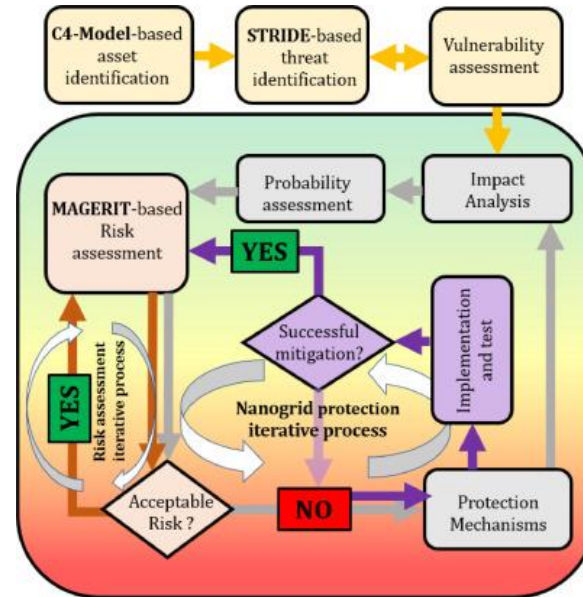 C4-Model-based
asset
identification
STRIDE-based
threat
identification
Vulnerability
assessment
Probability
assessment
Impact
Analysis
MAGERIT-based
Risk
assessment
YES
Successful
mitigation?
Implementation
and test
Nanogrid protection
iterative process
YES
Risk assessment
iterative process
Acceptable
Risk ?
NO
Protection
Mechanisms